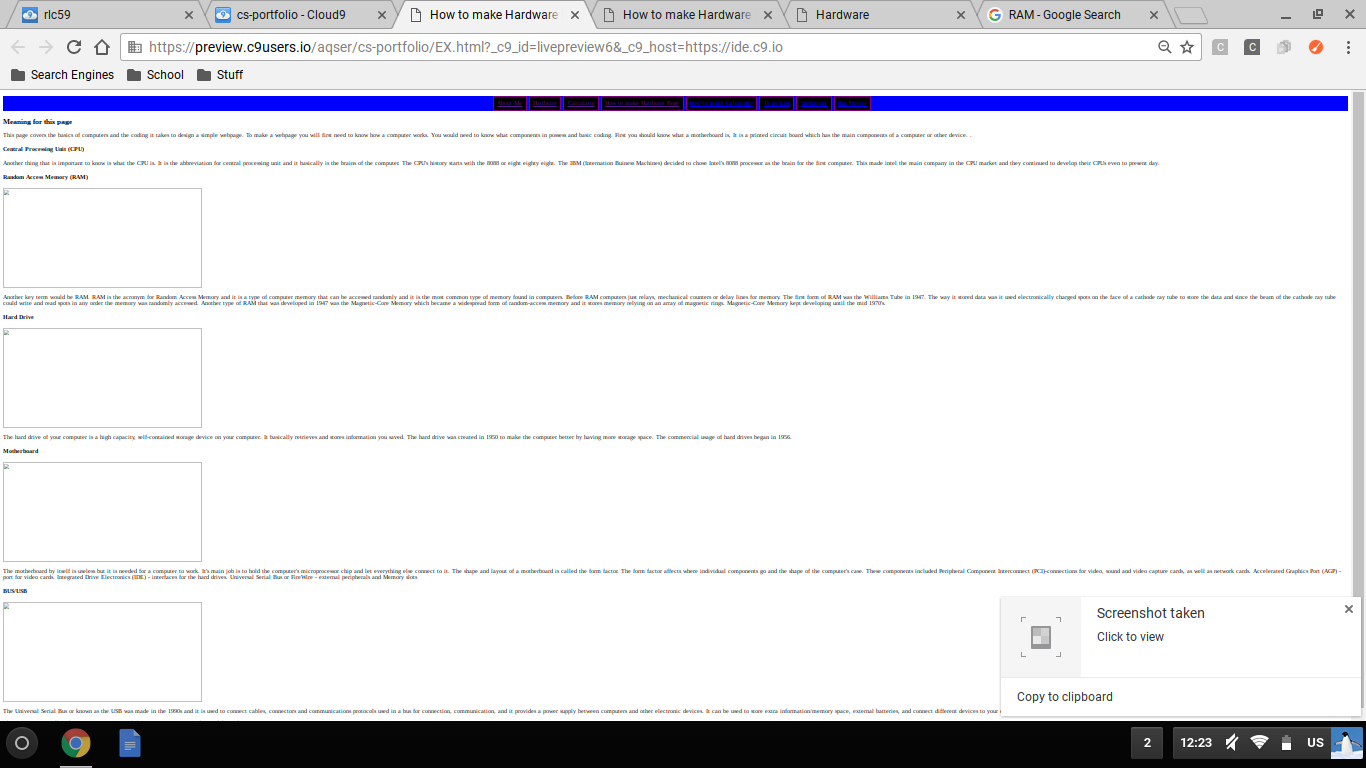 rlc59
cs-portfolio - Cloud9
How to make Hardware
How to make Hardware
Hardware
RAM - Google Search
https://preview.c9users.io/aqser/cs-portfolio/EX.html?_c9_id=livepreview6&_c9_host=https://ide.c9.io
C
C
Search Engines
School
Stuff
About Me
How to make Hardware Page
Meaning for this page
This page covers the basics of computers and the coding it takes to design a simple webpage. To make a webpage you will first need to know how a computer works. You would need to know what components in possess and basic coding. First you should know what a motherboard is, It is a printed circuit board which has the main components of a computer or other device. .
Central Processing Unit (CPU)
Another thing that is important to know is what the CPU is. It is the abbreviation for central processing unit and it basically is the brains of the computer. The CPU's history starts with the 8088 or eight eighty eight. The IBM (Internation Buiness Machines) decided to chose Intel's 8088 processor as the brain for the first computer. This made intel the main company in the CPU market and they continued to develop their CPUs even to present day.
Random Access Memory (RAM)
Another key term would be RAM. RAM is the acronym for Random Access Memory and it is a type of computer memory that can be accessed randomly and it is the most common type of memory found in computers. Before RAM computers just relays, mechanical counters or delay lines for memory. The first form of RAM was the Williams Tube in 1947. The way it stored data was it used electronically charged spots on the face of a cathode ray tube to store the data and since the beam of the cathode ray tube
could write and read spots in any order the memory was randomly accessed. Another type of RAM that was developed in 1947 was the Magnetic-Core Memory which became a widespread form of random-access memory and it stores memory relying on an array of magnetic rings. Magnetic-Core Memory kept developing until the mid 1970's.
Hard Drive
The hard drive of your computer is a high capacity, self-contained storage device on your computer. It basically retrieves and stores information you saved. The hard drive was created in 1950 to make the computer better by having more storage space. The commercial usage of hard drives began in 1956.
Motherboard
The motherboard by itself is useless but it is needed for a computer to work. It's main job is to hold the computer's microprocessor chip and let everything else connect to it. The shape and layout of a motherboard is called the form factor. The form factor affects where individual components go and the shape of the computer's case. These components included Peripheral Component Interconnect (PCI)-connections for video, sound and video capture cards, as well as network cards. Accelerated Graphics Port (AGP) -
port for video cards. Integrated Drive Electronics (IDE) - interfaces for the hard drives. Universal Serial Bus or FireWire - external peripherals and Memory slots
BUS/USB
The Universal Serial Bus or known as the USB was made in the 1990s and it is used to connect cables, connectors and communications protocols used in a bus for connection, communication, and it provides a power supply between computers and other electronic devices. It can be used to store extra information/memory space, external batteries, and connect different devices to your
Screenshot taken
Click to view
Copy to clipboard
2
12:23
US